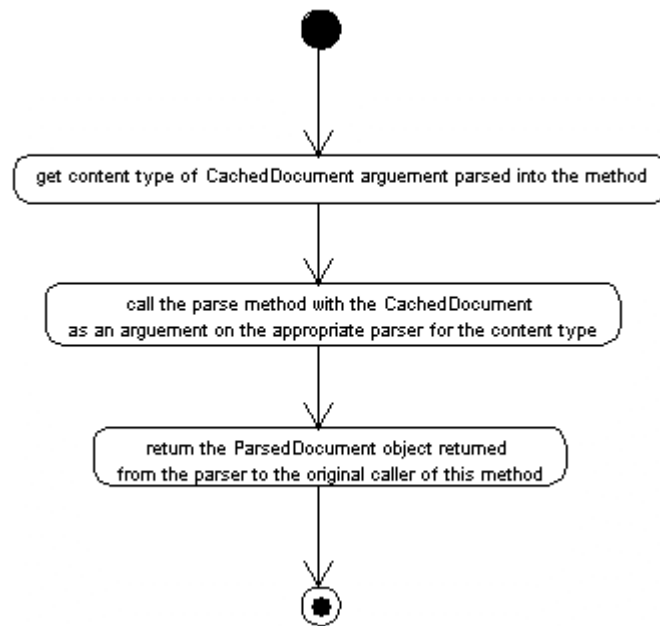 get content type of CachedDocument arguement parsed into the method
call the parse method with the CachedDocument
as an arguement on the appropriate parser for the content type
return the ParsedDocument object returned
from the parser to the original caller of this method